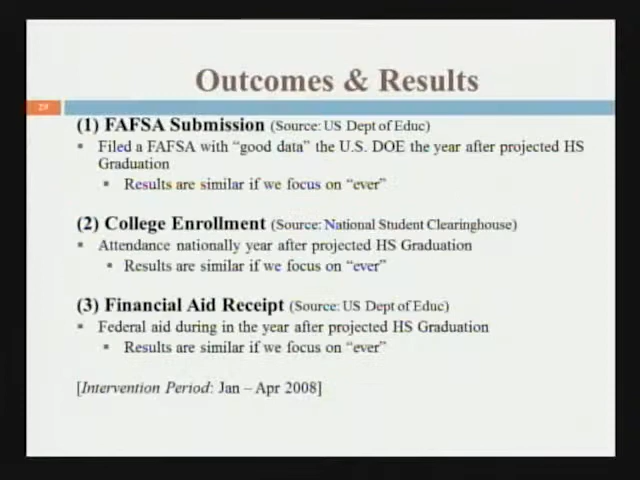 Outcomes & Results
29
(1) FAFSA Submission (Source: US Dept of Educ)
Filed a FAFSA with “good data” the U.S. DOE the year after projected HS
Graduation
Results are similar if we focus on “ever”
(2) College Enrollment (Source: National Student Clearinghouse)
Attendance nationally year after projected HS Graduation
Results are similar if we focus on “ever”
(3) Financial Aid Receipt (Source: US Dept of Educ)
Federal aid during in the year after projected HS Graduation
Results are similar if we focus on “ever”
[Intervention Period: Jan – Apr 2008]